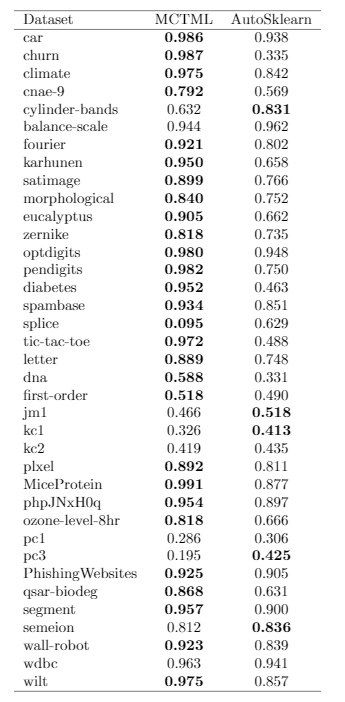 Dataset MCTML AutoSklearn
car 0.986 0.938
churn 0.987 0.335
climate 0.975 0.842
cnae-9 0.792 0.569
cylinder-bands 0.632 0.831
balance-scale 0.944 0.962
fourier 0.921 0.802
karhunen 0.950 0.658
satimage 0.899 0.766
morphological 0.840 0.752
eucalyptus 0.905 0.662
zernike 0.818 0.735
optdigits 0.980 0.948
pendigits 0.982 0.750
diabetes 0.952 0.463
spambase 0.934 0.851
splice 0.095 0.629
tic-tac-toe 0.972 0.488
letter 0.889 0.748
dna 0.588 0.331
first-order 0.518 0.490
jm1 0.466 0.518
kc1 0.326 0.413
kc2 0.419 0.435
plxel 0.892 0.811
MiceProtein 0.991 0.877
phpJNxH0q 0.954 0.897
ozone-level-8hr 0.818 0.666
pc1 0.286 0.306
pc3 0.195 0.425
PhishingWebsites 0.925 0.905
qsar-biodeg 0.868 0.631
segment 0.957 0.900
semeion 0.812 0.836
wall-robot 0.923 0.839
wdbc 0.963 0.941
wilt 0.975 0.857